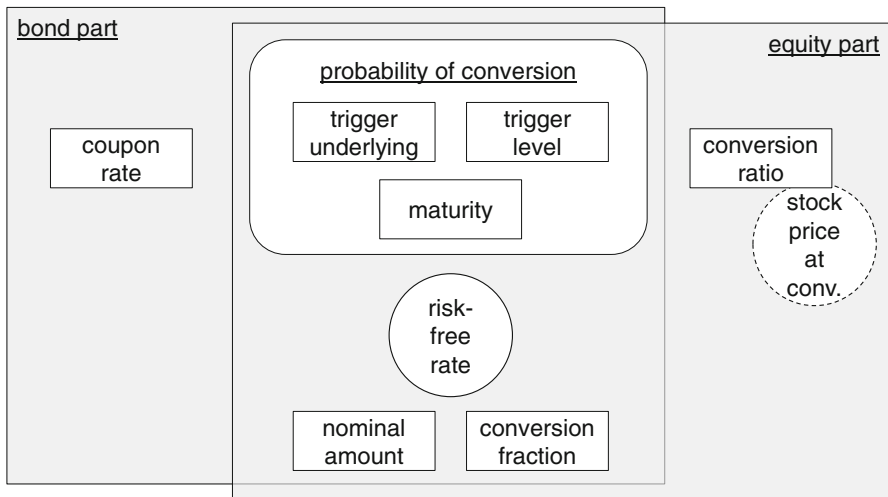 bond part
equity part
probability of conversion
trigger
underlying
trigger
level
maturity
coupon
rate
conversion
ratio
stock
price
at
conv.
risk-
free
rate
nominal
amount
conversion
fraction